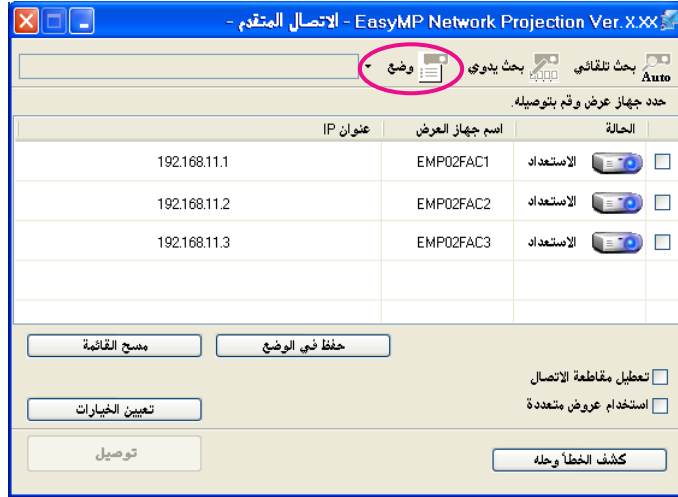 EasyMP Network Projection Ver.X.XX - الاتصال المتقدم -
Auto بحث تلقائي بحث يدوي وضع
حدد جهاز عرض وقم بتوصيله.
الحالة اسم جهاز العرض عنوان IP
الاستعداد EMP02FAC1 192.168.11.1
الاستعداد EMP02FAC2 192.168.11.2
الاستعداد EMP02FAC3 192.168.11.3
حفظ في الوضع مسح القائمة
تعطيل مقاطعة الاتصال
استخدام عروض متعددة تعيين الخيارات
كشف الخطأ وحله توصيل